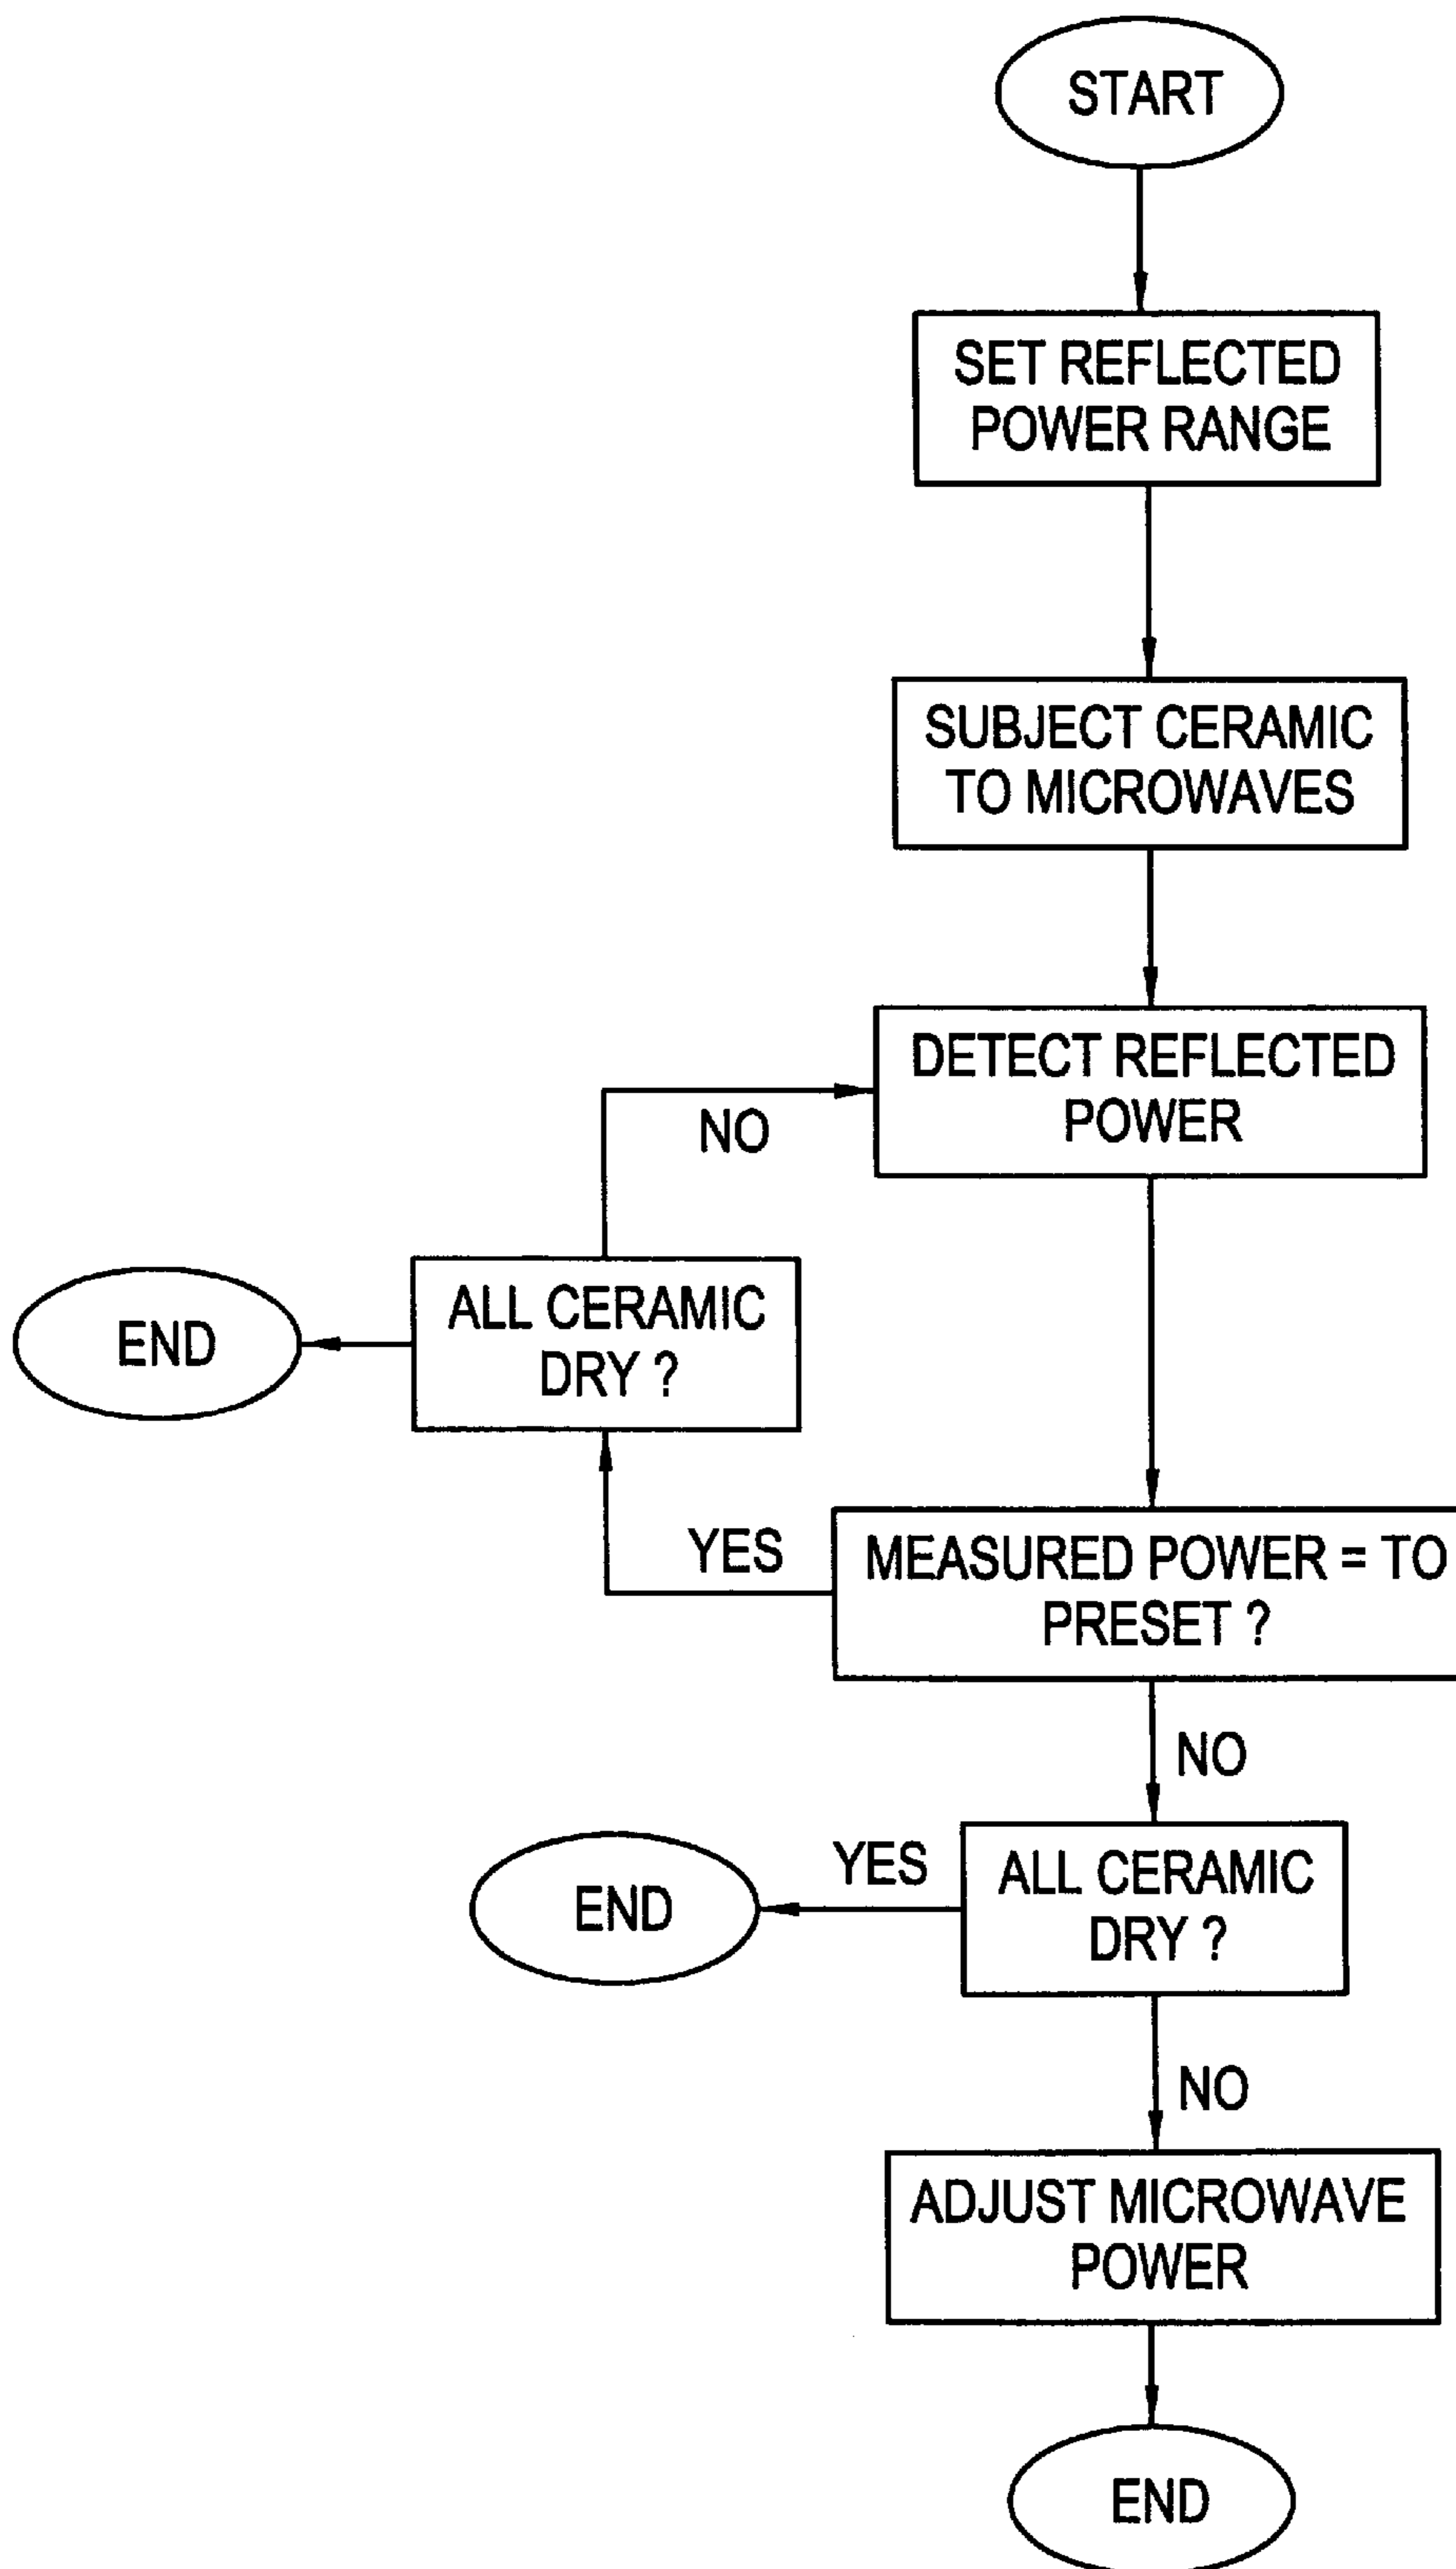 START
SET REFLECTED
POWER RANGE
SUBJECT CERAMIC
TO MICROWAVES
DETECT REFLECTED
POWER
NO
ALL CERAMIC
DRY ?
END
YES
MEASURED POWER = TO
PRESET ?
NO
YES
ALL CERAMIC
DRY ?
END
NO
ADJUST MICROWAVE
POWER
END